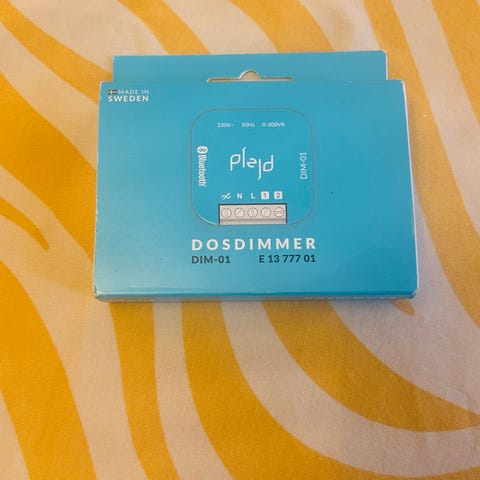 MADE IN
SWEDEN
230V~ 50Hz 0-300VA
Bluetooth
plejd
DIM-01
N L 1 2
DOSDIMMER
DIM-01 E 13 777 01